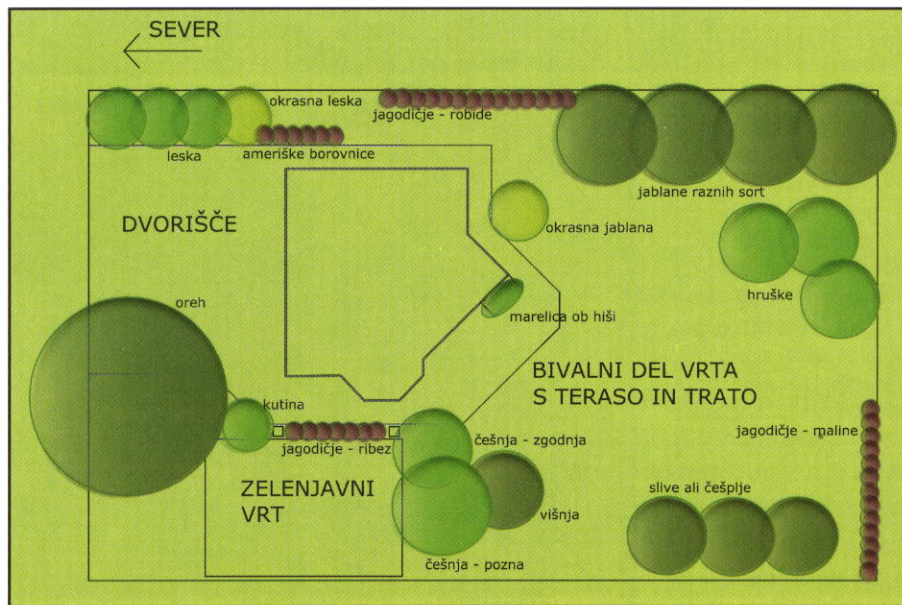 SEVER
okrasna leska
jagodičje - robide
leska
ameriške borovnice
jablane raznih sort
DVORIŠČE
okrasna jablana
hruške
oreh
marelica ob hiši
BIVALNI DEL VRTA
S TERASO IN TRATO
kutina
jagodičje - ribez
češnja - zgodnja
jagodičje - maline
ZELENJAVNI
VRT
slive ali češplje
višnja
češnja - pozna